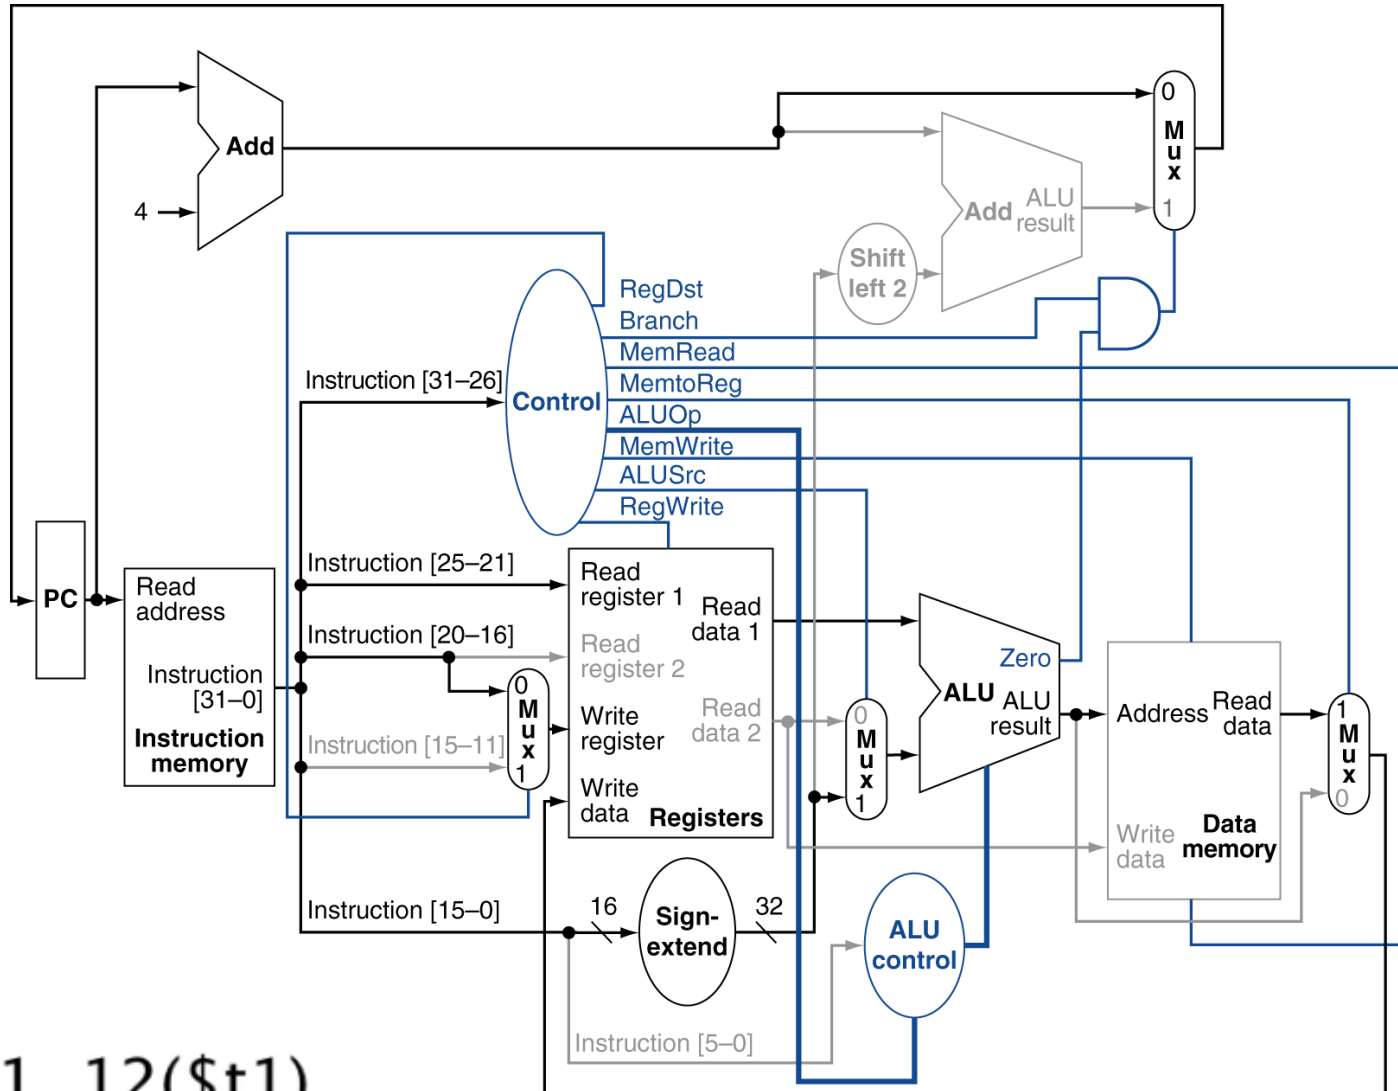 0
M
u
x
1
Add
4
Add
ALU
result
Shift
left 2
RegDst
Branch
MemRead
MemtoReg
ALUOp
MemWrite
ALUSrc
RegWrite
Instruction [31–26]
Control
PC
Read
address
Instruction
[31–0]
Instruction
memory
Instruction [25–21]
Instruction [20–16]
Instruction [15–11]
0
M
u
x
1
Read
register 1
Read
register 2
Write
register
Write
data
Read
data 1
Read
data 2
Registers
0
M
u
x
1
Zero
ALU
ALU
result
Address
Read
data
Write
data
Data
memory
1
M
u
x
0
Instruction [15–0]
16
Sign-
extend
32
ALU
control
Instruction [5–0]
1, 12($t1)